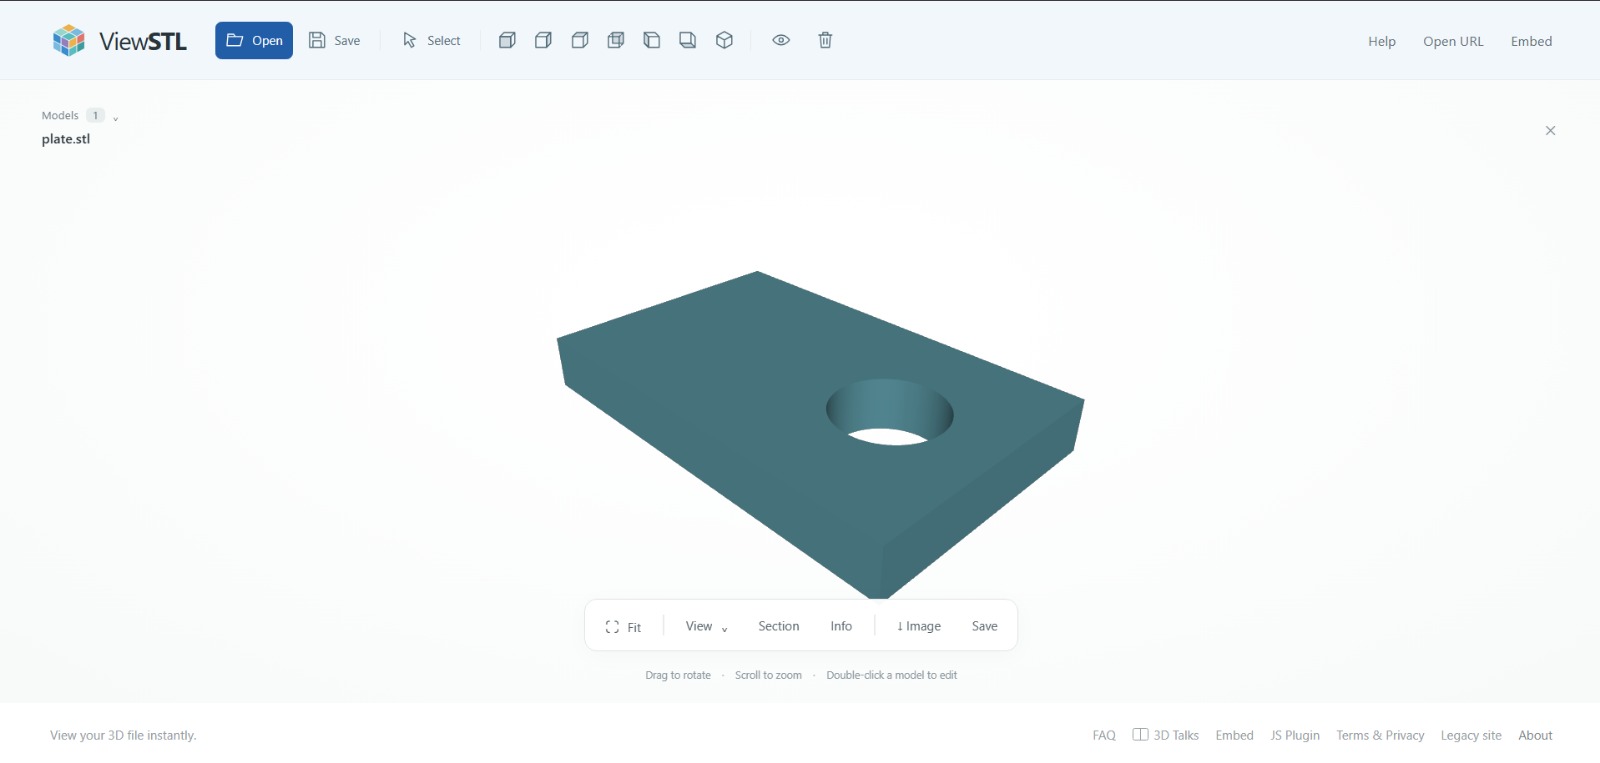 ViewSTL Open Save Select Help Open URL Embed
Models 1
plate.stl
Fit View Section Info ↓ Image Save
Drag to rotate · Scroll to zoom · Double-click a model to edit
View your 3D file instantly. FAQ 3D Talks Embed JS Plugin Terms & Privacy Legacy site About